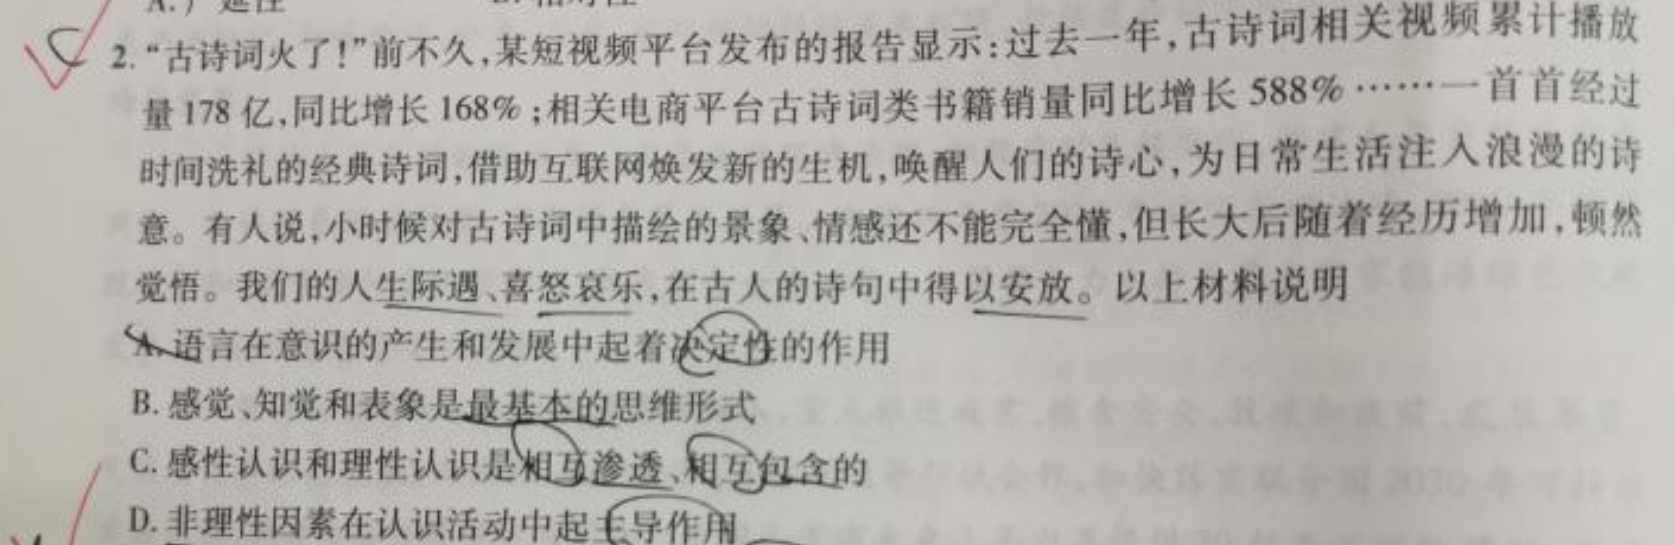 C 2. “古诗词火了!”前不久,某短视频平台发布的报告显示:过去一年,古诗词相关视频累计播放
量 178 亿,同比增长 168%;相关电商平台古诗词类书籍销量同比增长 588%……一首首经过
时间洗礼的经典诗词,借助互联网焕发新的生机,唤醒人们的诗心,为日常生活注入浪漫的诗
意。有人说,小时候对古诗词中描绘的景象、情感还不能完全懂,但长大后随着经历增加,顿然
觉悟。我们的人生际遇、喜怒哀乐,在古人的诗句中得以安放。以上材料说明
A. 语言在意识的产生和发展中起着决定性的作用
B. 感觉、知觉和表象是最基本的思维形式
C. 感性认识和理性认识是相互渗透、相互包含的
D. 非理性因素在认识活动中起主导作用